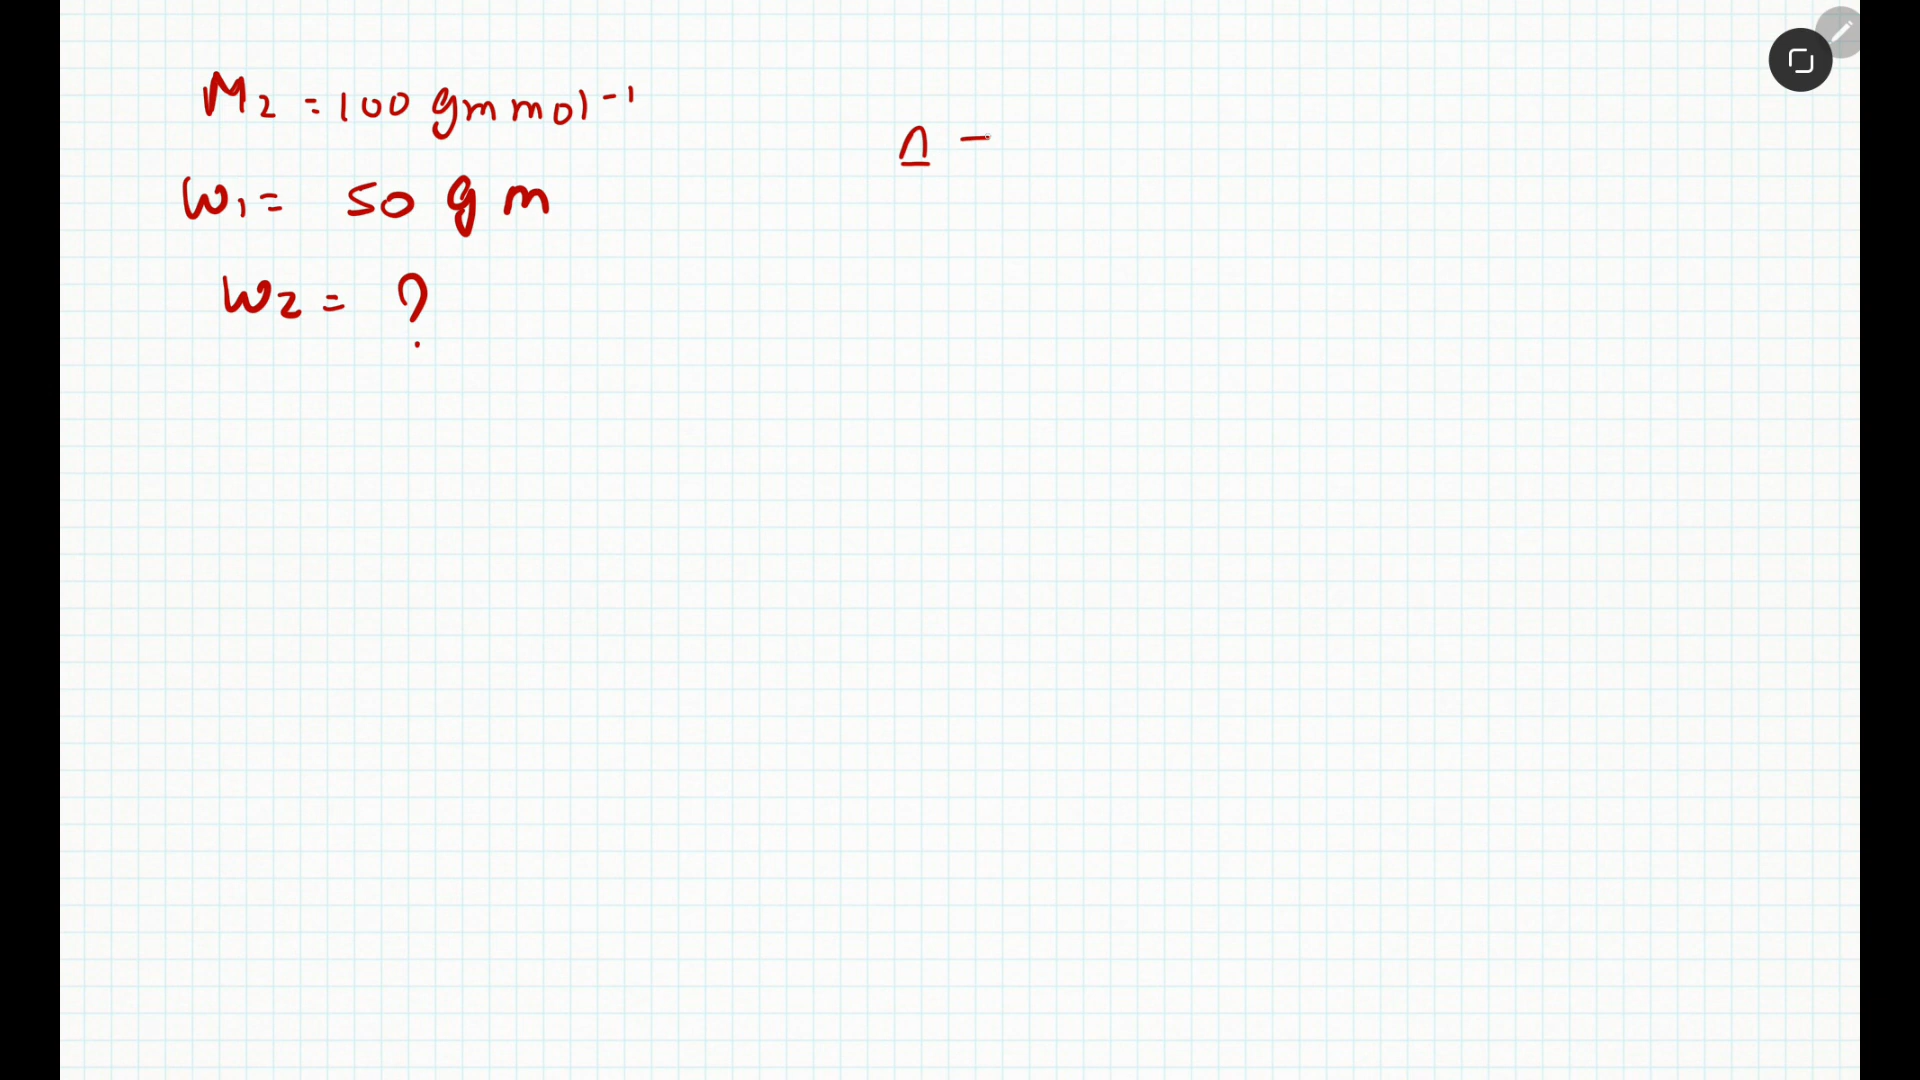 M₂ = 100 gm mol⁻¹
W₁ = 50 gm
W₂ = ?
Δ -